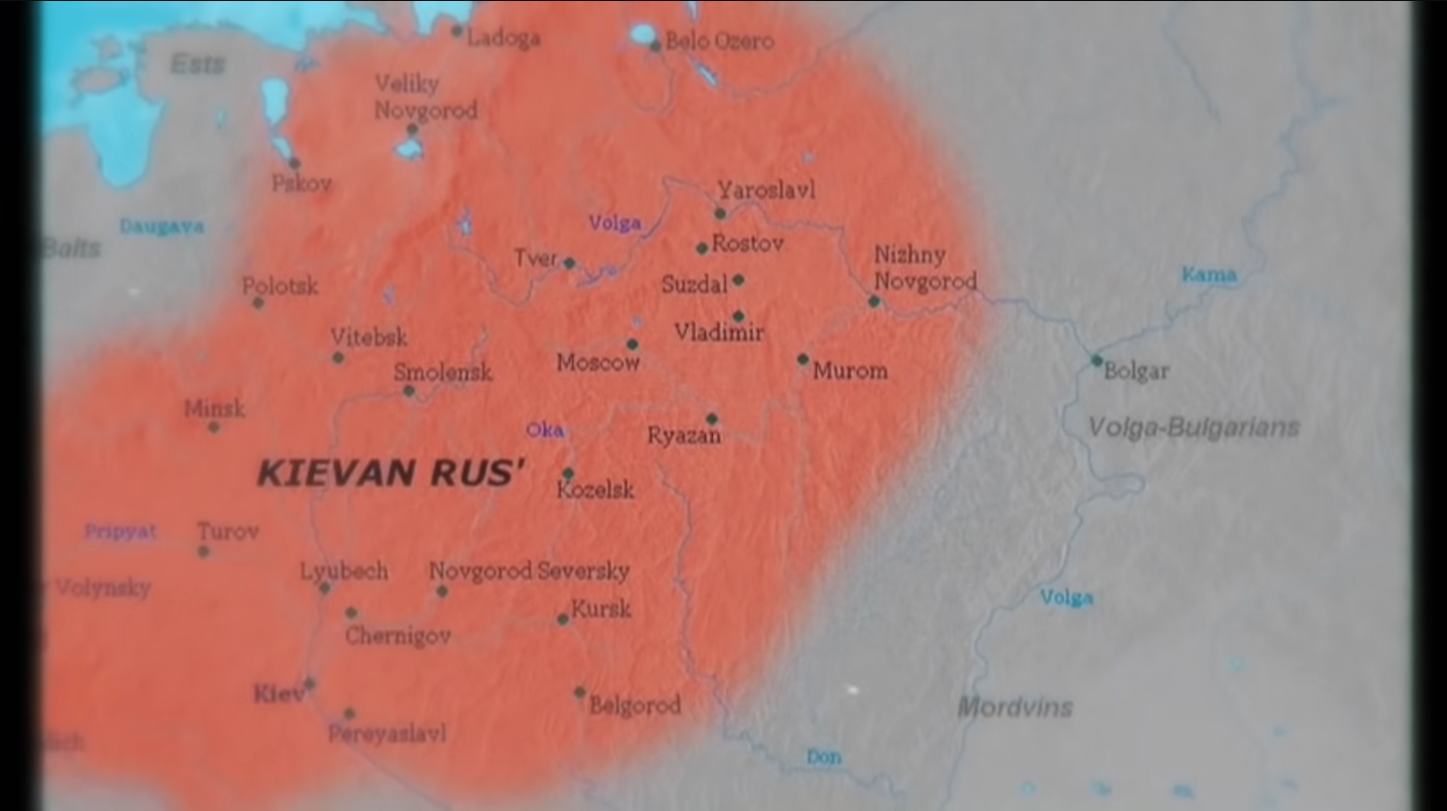 Ladoga
Belo Ozero
Ests
Veliky
Novgorod
Pskov
Yaroslavl
Daugava
Volga
Balts
Rostov
Tver
Nizhny
Novgorod
Suzdal
Kama
Polotsk
Vladimir
Vitebsk
Moscow
Smolensk
Murom
Bolgar
Minsk
Volga-Bulgarians
Oka
Ryazan
KIEVAN RUS'
Kozelsk
Pripyat
Turov
Lyubech
Novgorod Seversky
Volynsky
Volga
Kursk
Chernigov
Kiev
Belgorod
Mordvins
Pereyaslavl
Don